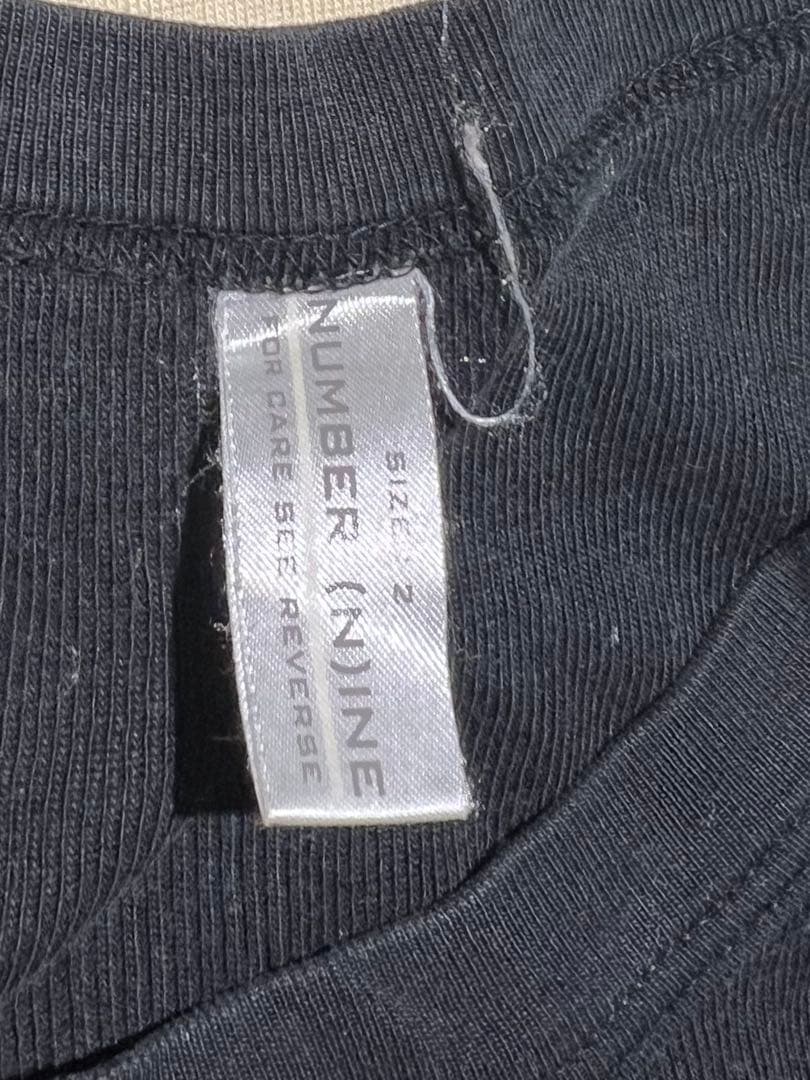 SIZE : 2
NUMBER (N)INE
FOR CARE SEE REVERSE